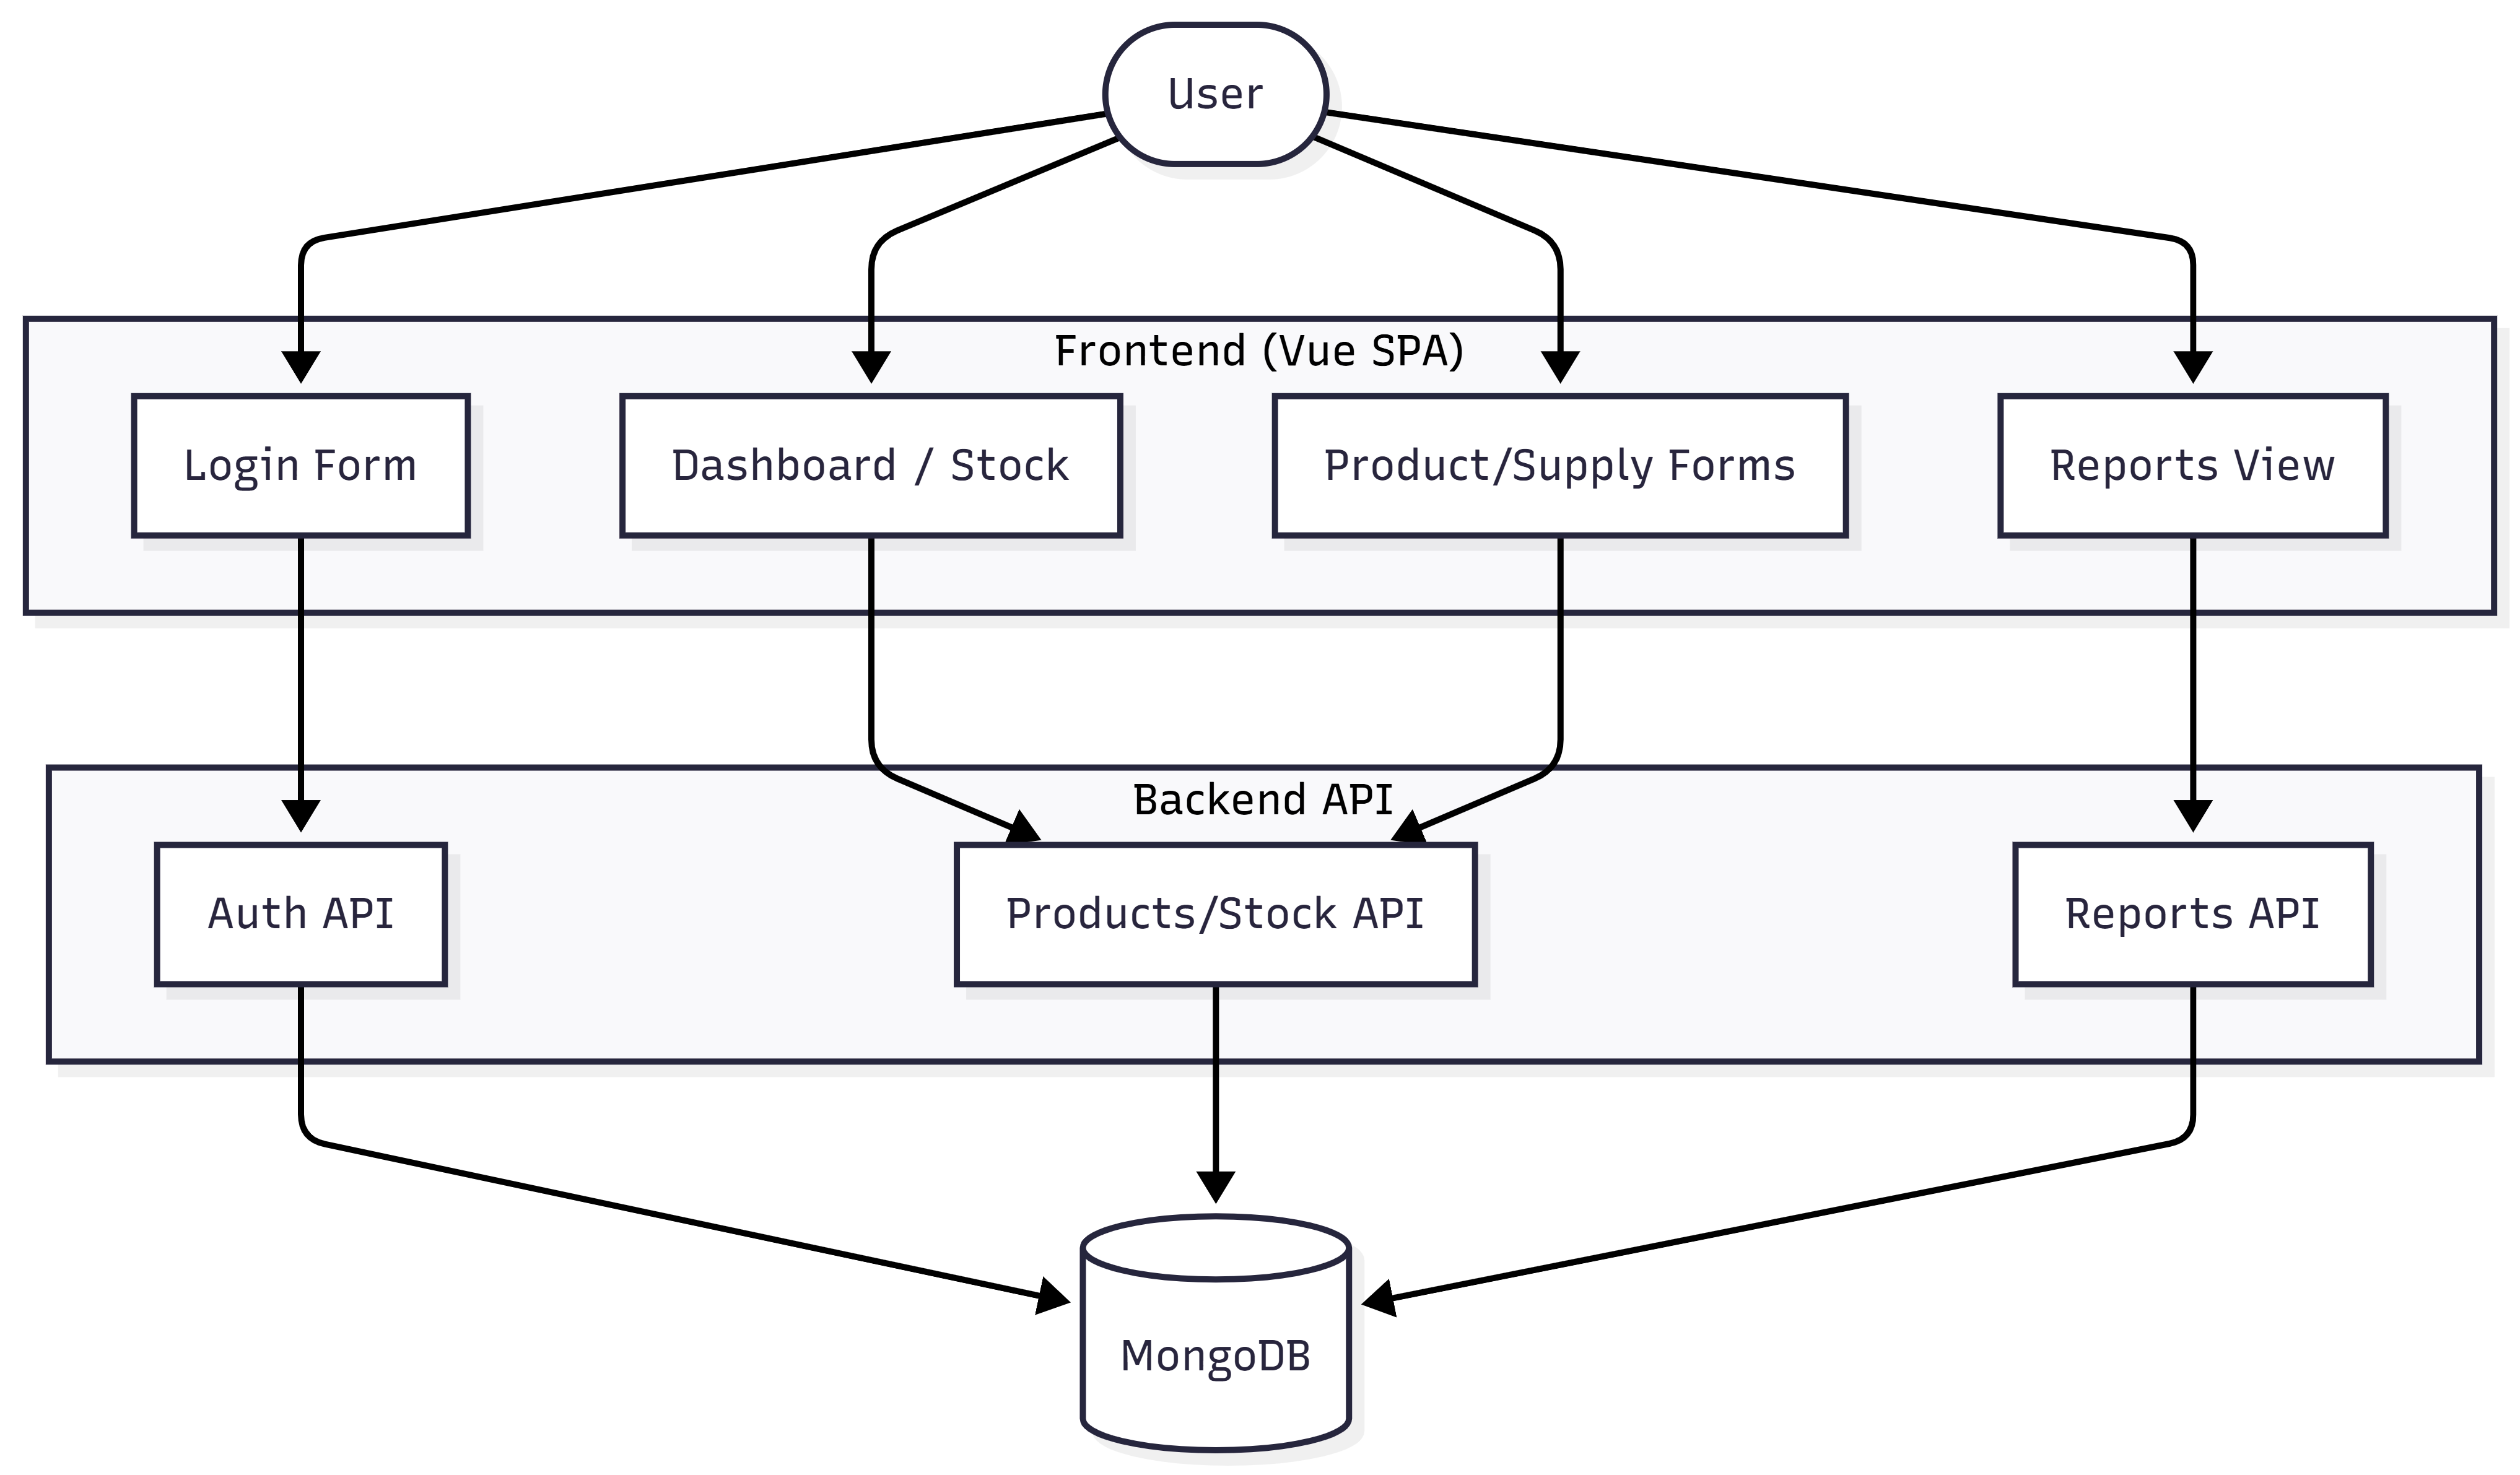 User
Frontend (Vue SPA)
Login Form
Dashboard / Stock
Product/Supply Forms
Reports View
Backend API
Auth API
Products/Stock API
Reports API
MongoDB